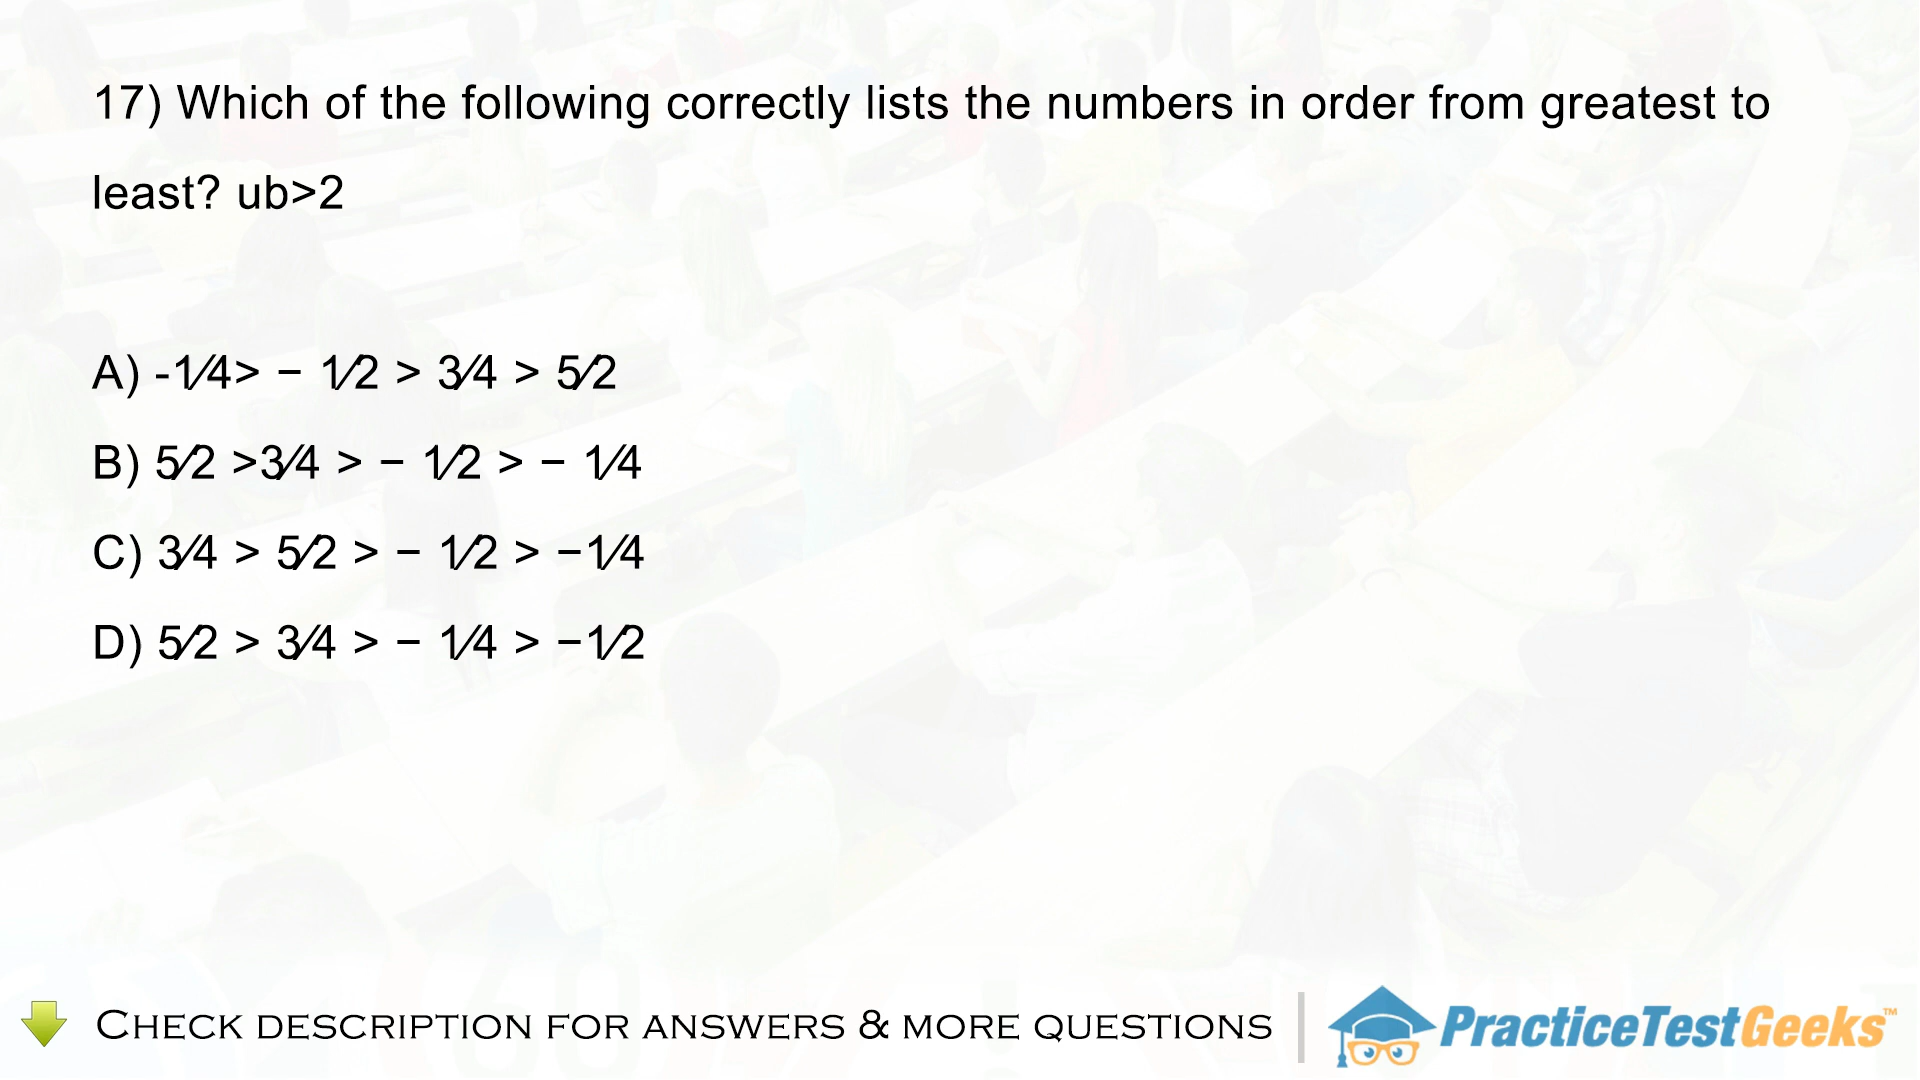 17) Which of the following correctly lists the numbers in order from greatest to
least? ub>2
A) -1⁄4> − 1⁄2 > 3⁄4 > 5⁄2
B) 5⁄2 >3⁄4 > − 1⁄2 > − 1⁄4
C) 3⁄4 > 5⁄2 > − 1⁄2 > −1⁄4
D) 5⁄2 > 3⁄4 > − 1⁄4 > −1⁄2
Check description for answers & more questions
PracticeTestGeeks™